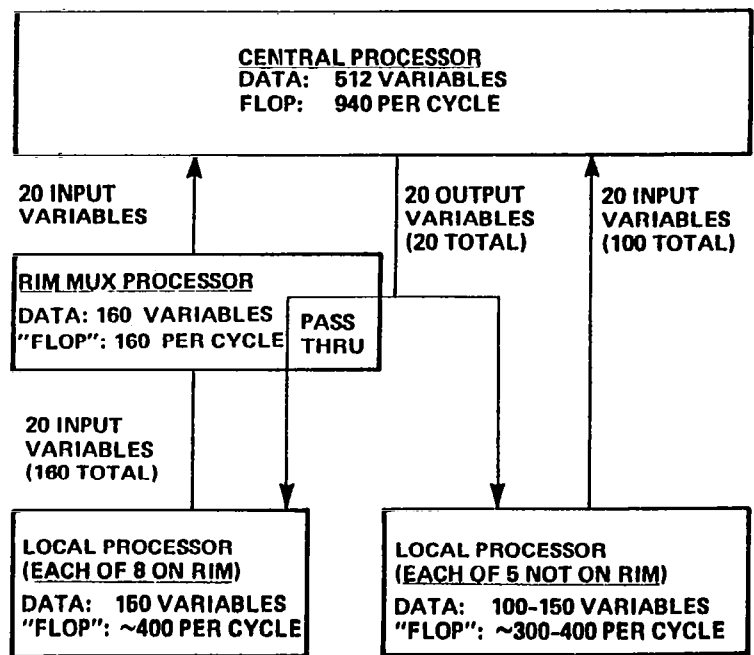 CENTRAL PROCESSOR
DATA: 512 VARIABLES
FLOP: 940 PER CYCLE
20 INPUT
VARIABLES
20 OUTPUT
VARIABLES
(20 TOTAL)
20 INPUT
VARIABLES
(100 TOTAL)
RIM MUX PROCESSOR
DATA: 160 VARIABLES
"FLOP": 160 PER CYCLE
PASS
THRU
20 INPUT
VARIABLES
(160 TOTAL)
LOCAL PROCESSOR
(EACH OF 8 ON RIM)
DATA: 150 VARIABLES
"FLOP": ~400 PER CYCLE
LOCAL PROCESSOR
(EACH OF 5 NOT ON RIM)
DATA: 100-150 VARIABLES
"FLOP": ~300-400 PER CYCLE